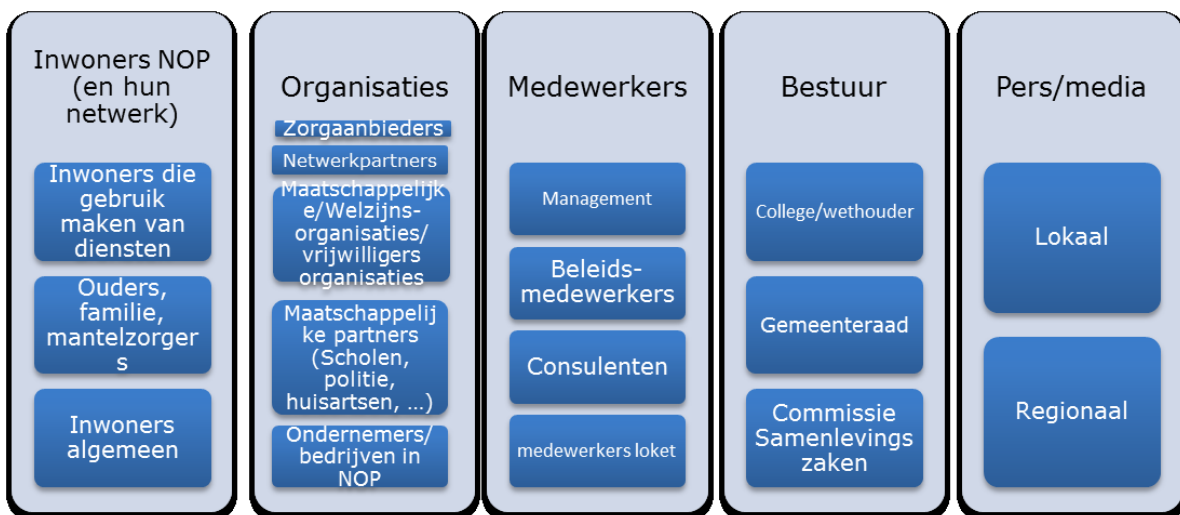 Inwoners NOP
(en hun
netwerk)
Inwoners die
gebruik
maken van
diensten
Ouders,
familie,
mantelzorger
s
Inwoners
algemeen
Organisaties
Zorgaanbieders
Netwerkpartners
Maatschappelijk
e/Welzijns-
organisaties/
vrijwilligers
organisaties
Maatschappelij
ke partners
(Scholen,
politie,
huisartsen, ...)
Ondernemers/
bedrijven in
NOP
Medewerkers
Management
Beleids-
medewerkers
Consulenten
medewerkers loket
Bestuur
College/wethouder
Gemeenteraad
Commissie
Samenlevings
zaken
Pers/media
Lokaal
Regionaal